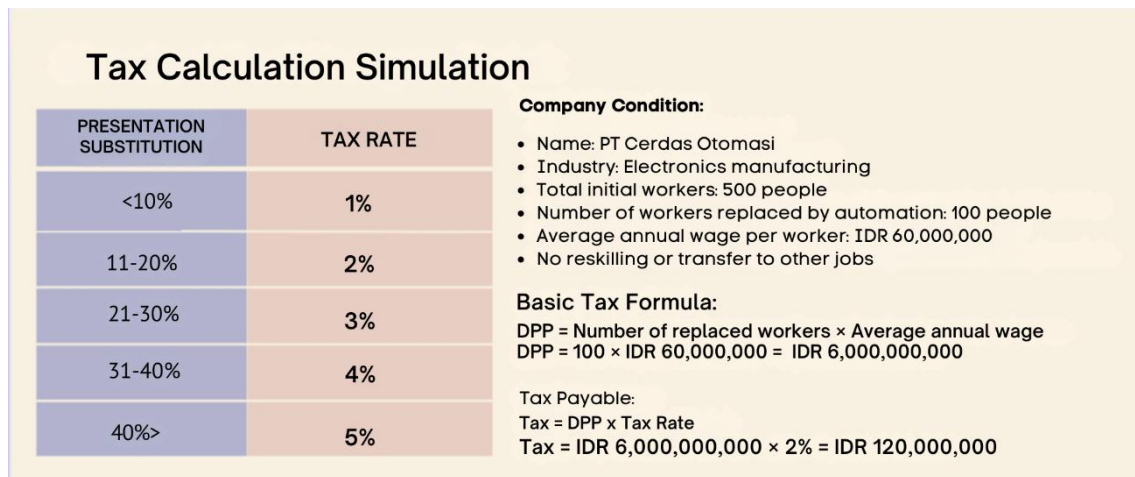 Tax Calculation Simulation
PRESENTATION
SUBSTITUTION
TAX RATE
<10%
1%
11-20%
2%
21-30%
3%
31-40%
4%
40%>
5%
Company Condition:
• Name: PT Cerdas Otomasi
• Industry: Electronics manufacturing
• Total initial workers: 500 people
• Number of workers replaced by automation: 100 people
• Average annual wage per worker: IDR 60,000,000
• No reskilling or transfer to other jobs
Basic Tax Formula:
DPP = Number of replaced workers × Average annual wage
DPP = 100 × IDR 60,000,000 = IDR 6,000,000,000
Tax Payable:
Tax = DPP x Tax Rate
Tax = IDR 6,000,000,000 × 2% = IDR 120,000,000